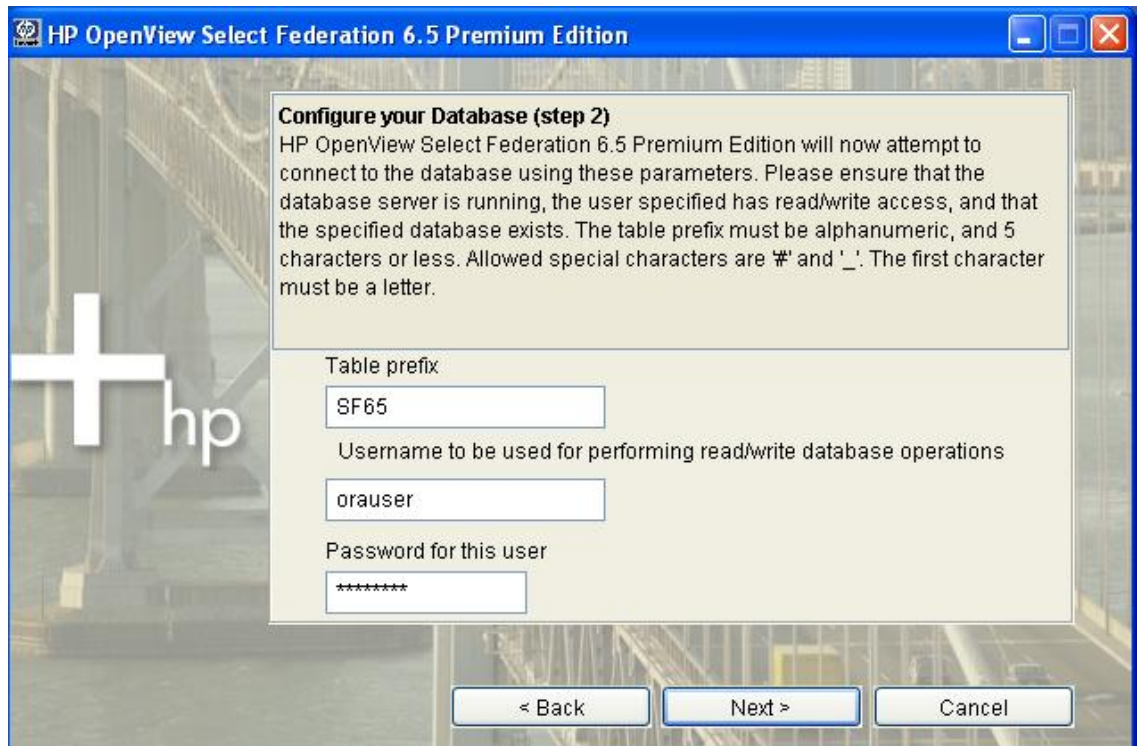 HP OpenView Select Federation 6.5 Premium Edition
Configure your Database (step 2)
HP OpenView Select Federation 6.5 Premium Edition will now attempt to
connect to the database using these parameters. Please ensure that the
database server is running, the user specified has read/write access, and that
the specified database exists. The table prefix must be alphanumeric, and 5
characters or less. Allowed special characters are '#' and '_'. The first character
must be a letter.
Table prefix
SF65
Username to be used for performing read/write database operations
orauser
Password for this user
********
hp
< Back
Next >
Cancel